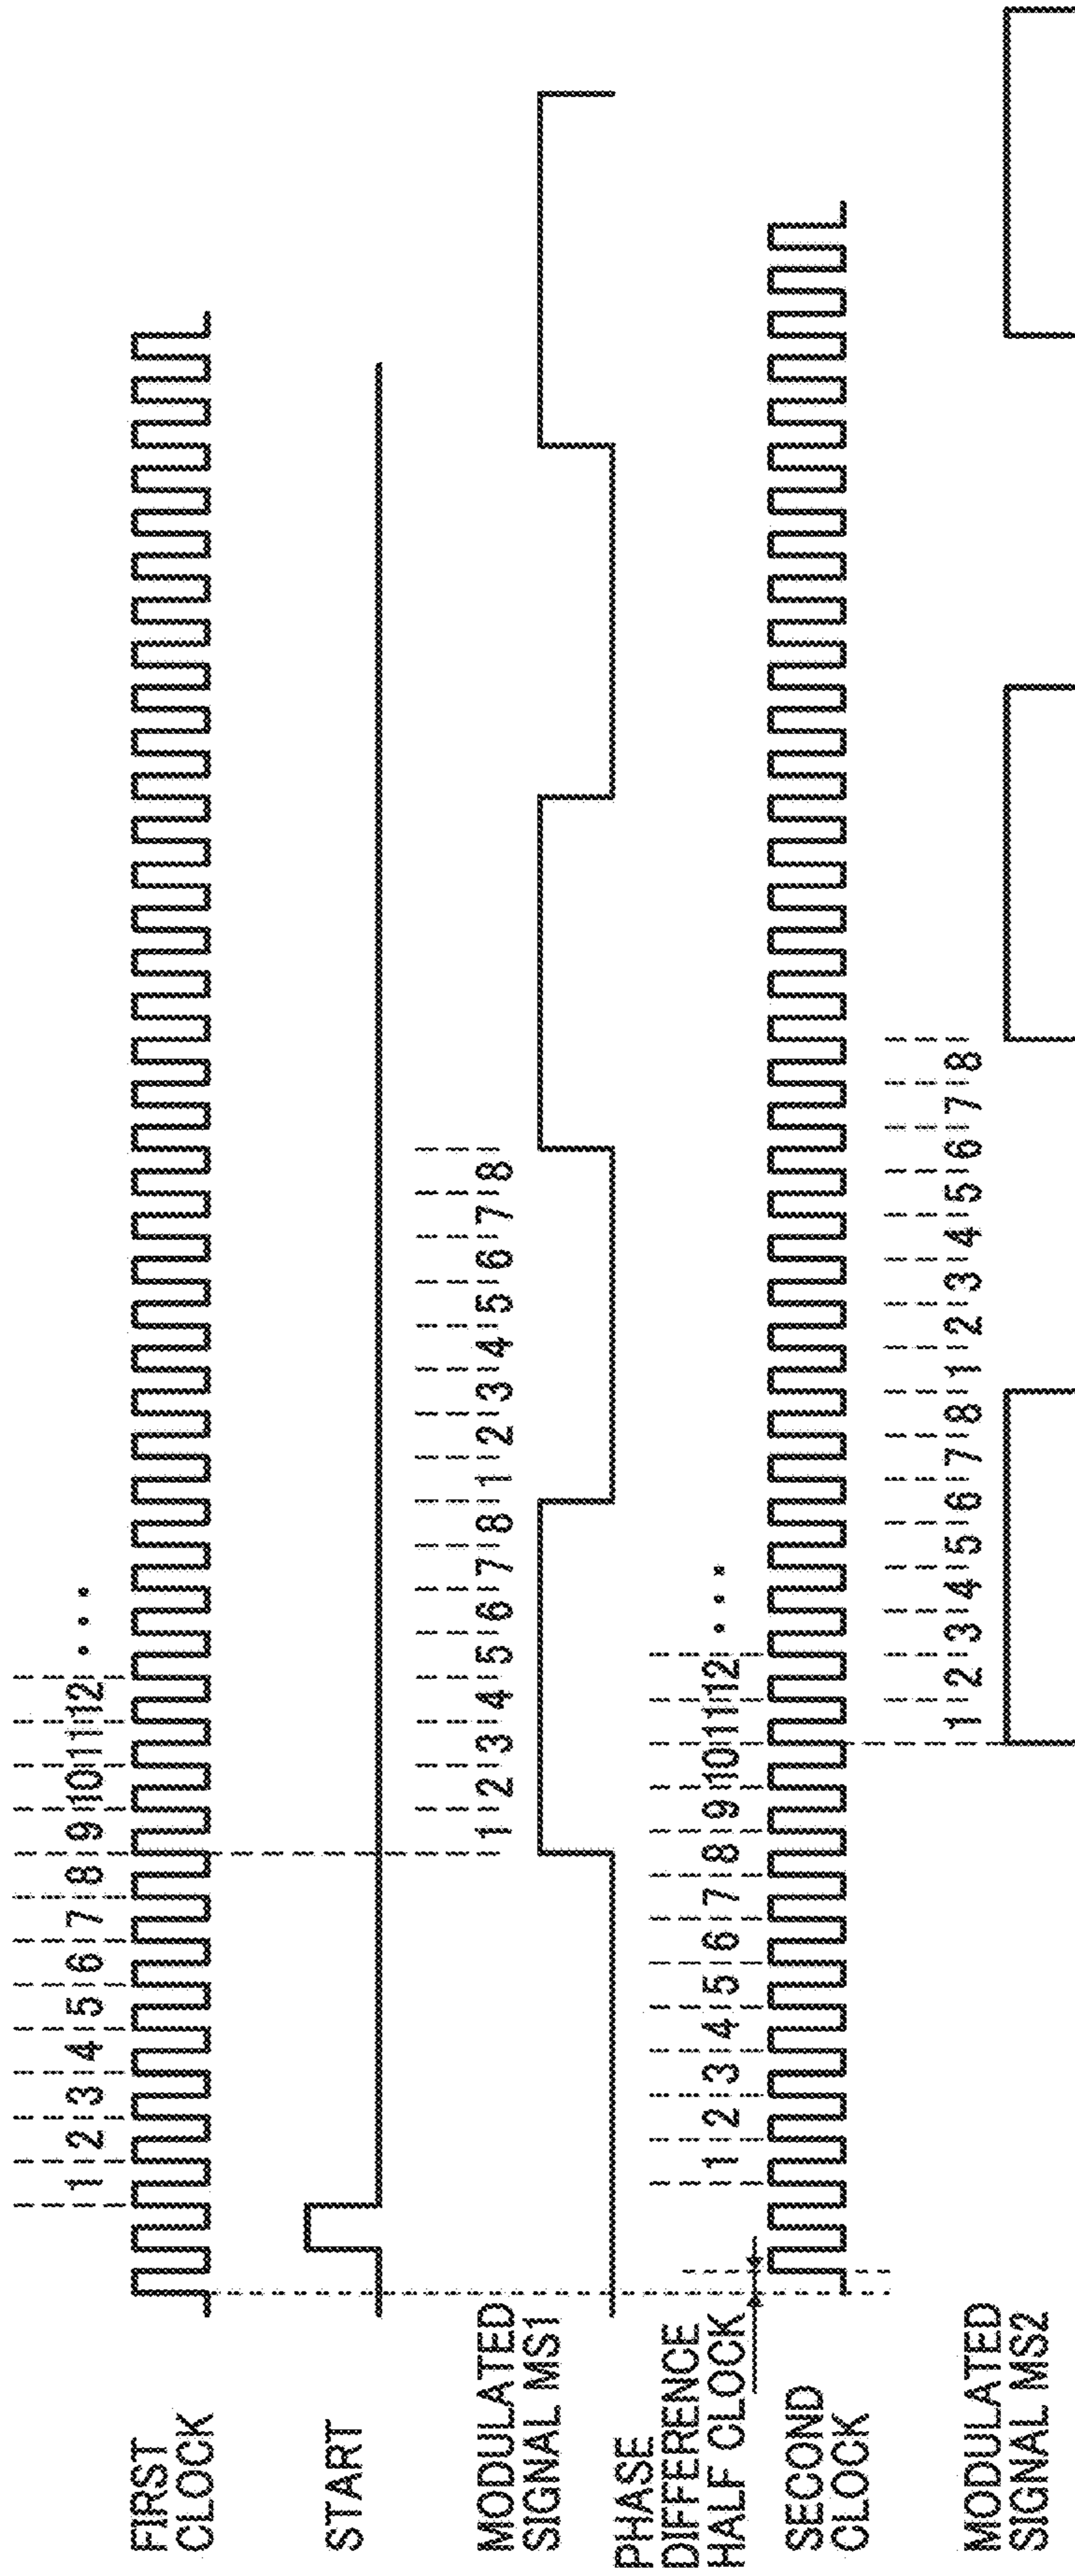 1 2 3 4 5 6 7 8 9 10 11 12 • • •
FIRST
CLOCK
START
1 2 3 4 5 6 7 8 1 2 3 4 5 6 7 8
MODULATED
SIGNAL MS1
PHASE
DIFFERENCE
HALF CLOCK
1 2 3 4 5 6 7 8 9 10 11 12 • • •
SECOND
CLOCK
1 2 3 4 5 6 7 8 1 2 3 4 5 6 7 8
MODULATED
SIGNAL MS2